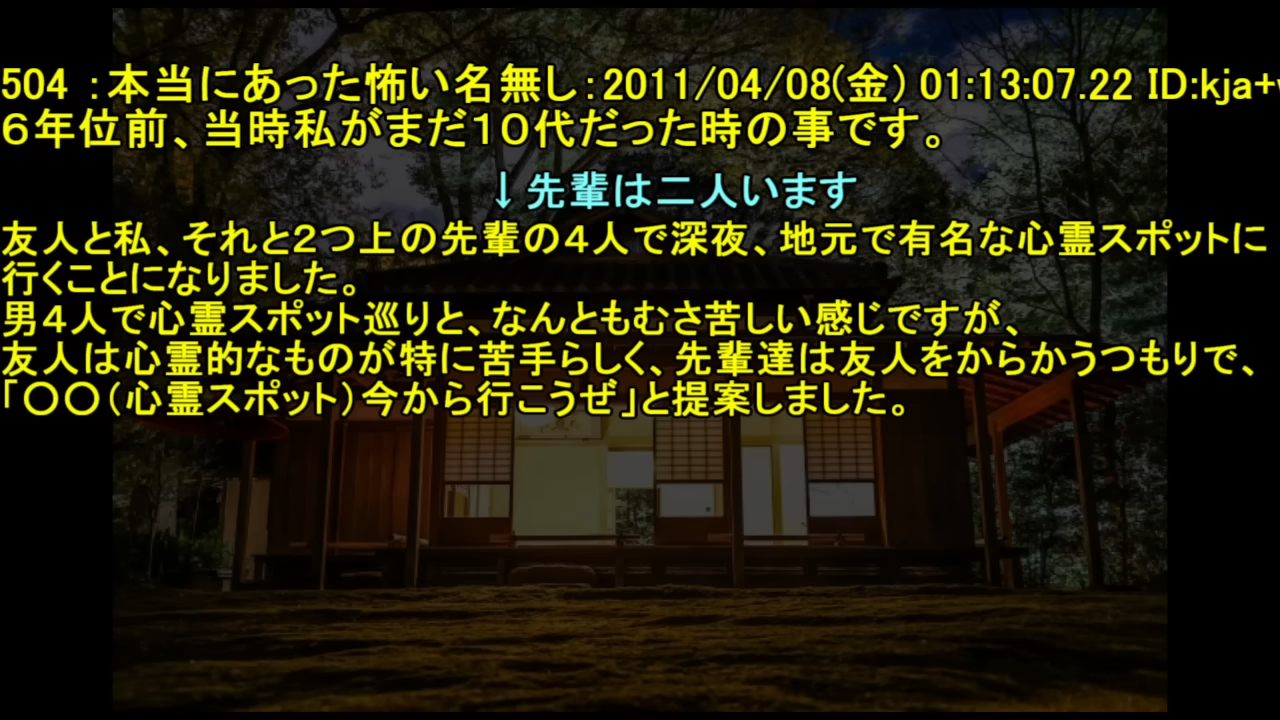 504 ：本当にあった怖い名無し：2011/04/08(金) 01:13:07.22 ID:kja+
６年位前、当時私がまだ１０代だった時の事です。
↓先輩は二人います
友人と私、それと２つ上の先輩の４人で深夜、地元で有名な心霊スポットに
行くことになりました。
男４人で心霊スポット巡りと、なんともむさ苦しい感じですが、
友人は心霊的なものが特に苦手らしく、先輩達は友人をからかうつもりで、
「〇〇（心霊スポット）今から行こうぜ」と提案しました。